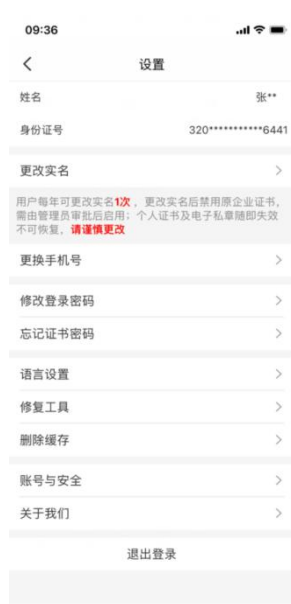 09:36
设置
姓名 张**
身份证号 320***********6441
更改实名
用户每年可更改实名1次，更改实名后禁用原企业证书，
需由管理员审批后启用；个人证书及电子私章随即失效
不可恢复，请谨慎更改
更换手机号
修改登录密码
忘记证书密码
语言设置
修复工具
删除缓存
账号与安全
关于我们
退出登录